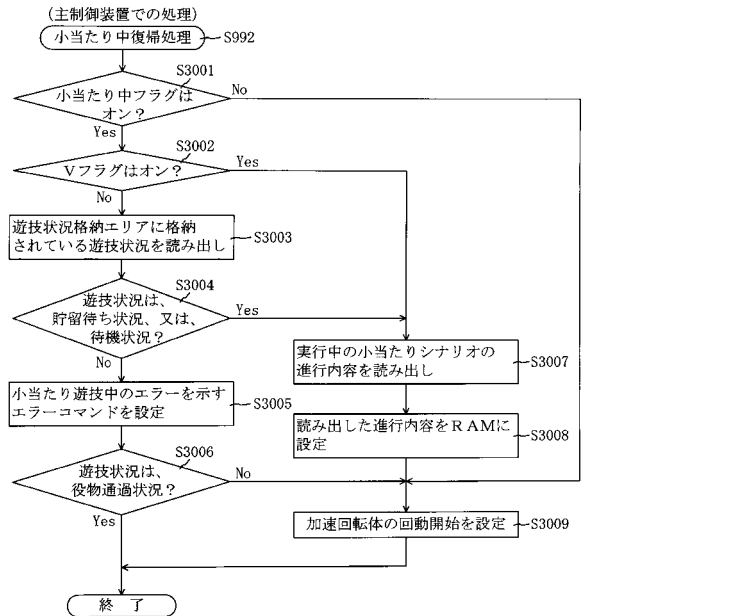 (主制御装置での処理)
小当たり中復帰処理
S992
S3001
小当たり中フラグは
オン?
No
Yes
S3002
Vフラグはオン?
Yes
No
遊技状況格納エリアに格納
されている遊技状況を読み出し
S3003
S3004
遊技状況は、
貯留待ち状況、又は、
待機状況?
Yes
No
実行中の小当たりシナリオの
進行内容を読み出し
S3007
小当たり遊技中のエラーを示す
エラーコマンドを設定
S3005
読み出した進行内容をRAMに
設定
S3008
S3006
遊技状況は、
役物通過状況?
No
Yes
加速回転体の回動開始を設定
S3009
終 了